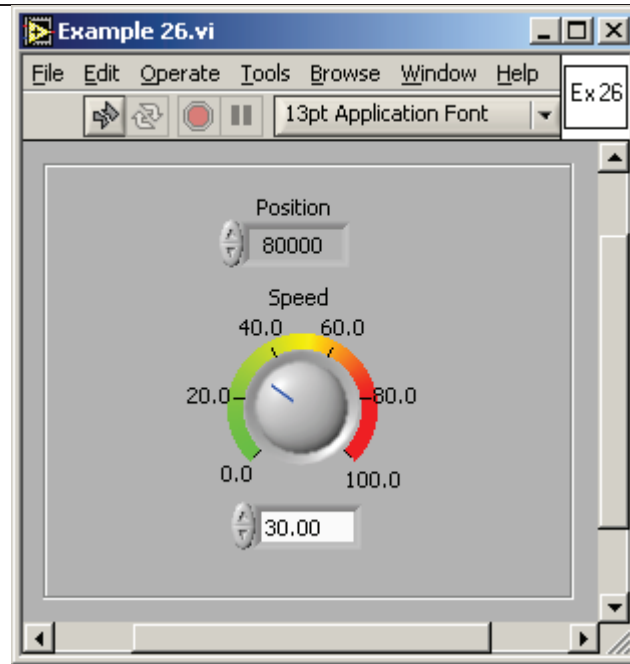 Example 26.vi
File Edit Operate Tools Browse Window Help
Ex 26
13pt Application Font
Position
80000
Speed
40.0 60.0
20.0 80.0
0.0 100.0
30.00